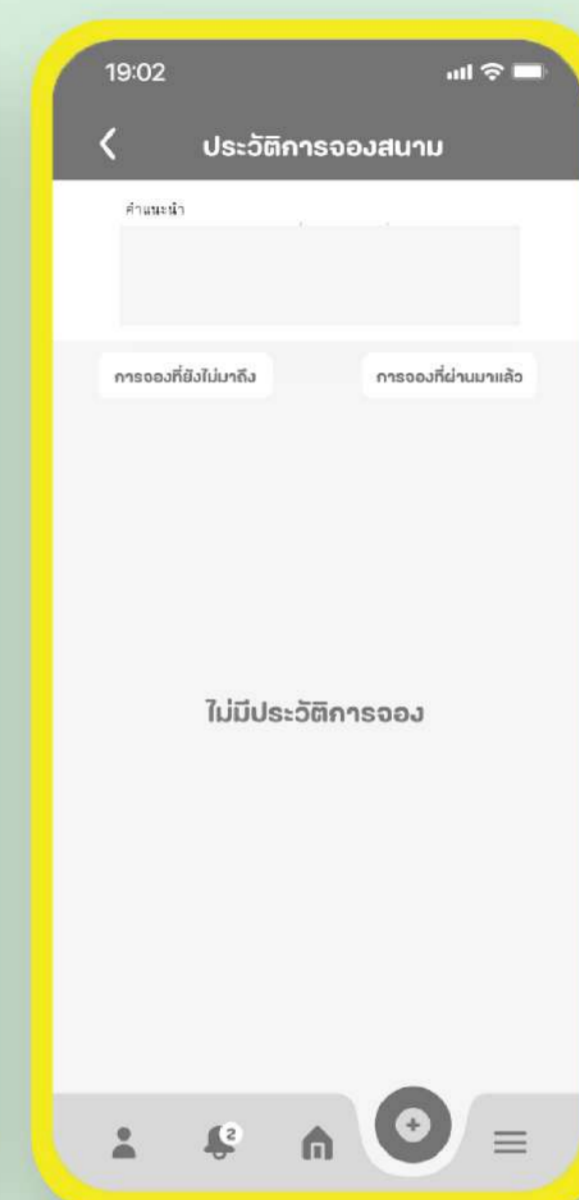 19:02
ประวัติการจองสนาม
คำแนะนำ
การจองที่ยังไม่มาถึง
การจองที่ผ่านมาแล้ว
ไม่มีประวัติการจอง
2